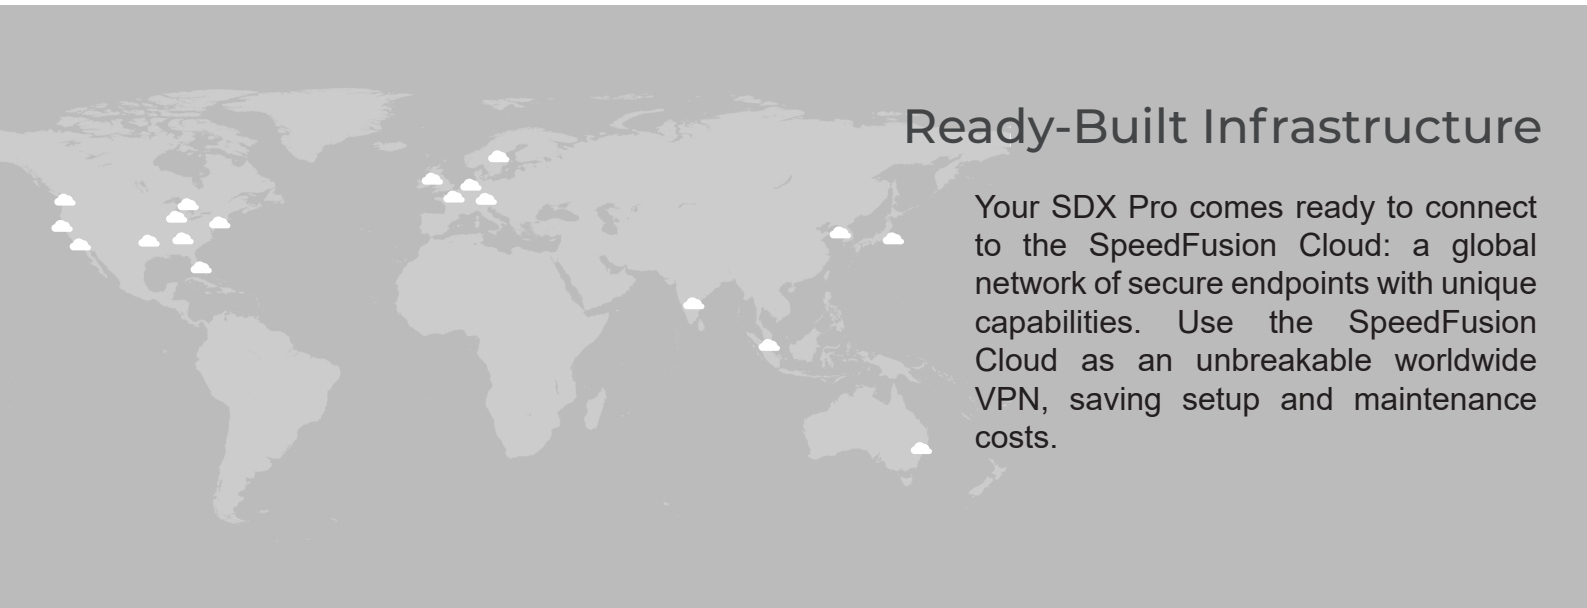 Ready-Built Infrastructure
Your SDX Pro comes ready to connect
to the SpeedFusion Cloud: a global
network of secure endpoints with unique
capabilities. Use the SpeedFusion
Cloud as an unbreakable worldwide
VPN, saving setup and maintenance
costs.